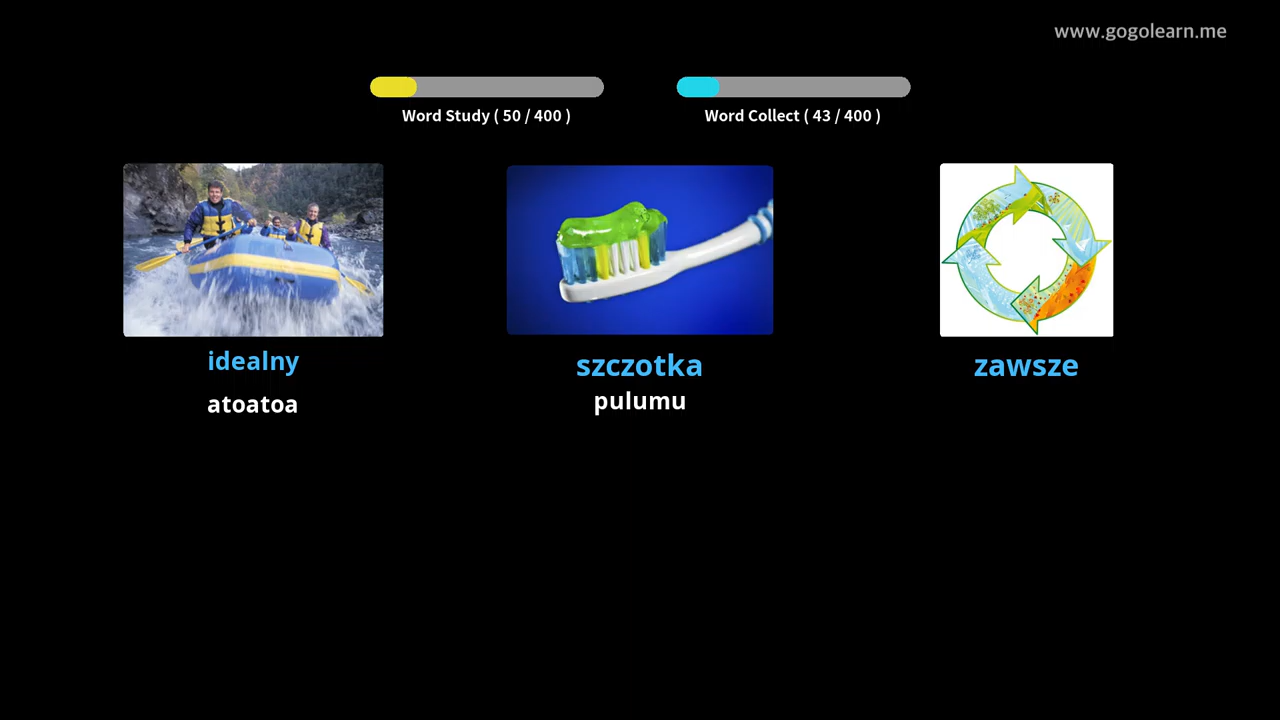 www.gogolearn.me
Word Study ( 50 / 400 )
Word Collect ( 43 / 400 )
idealny
szczotka
zawsze
atoatoa
pulumu